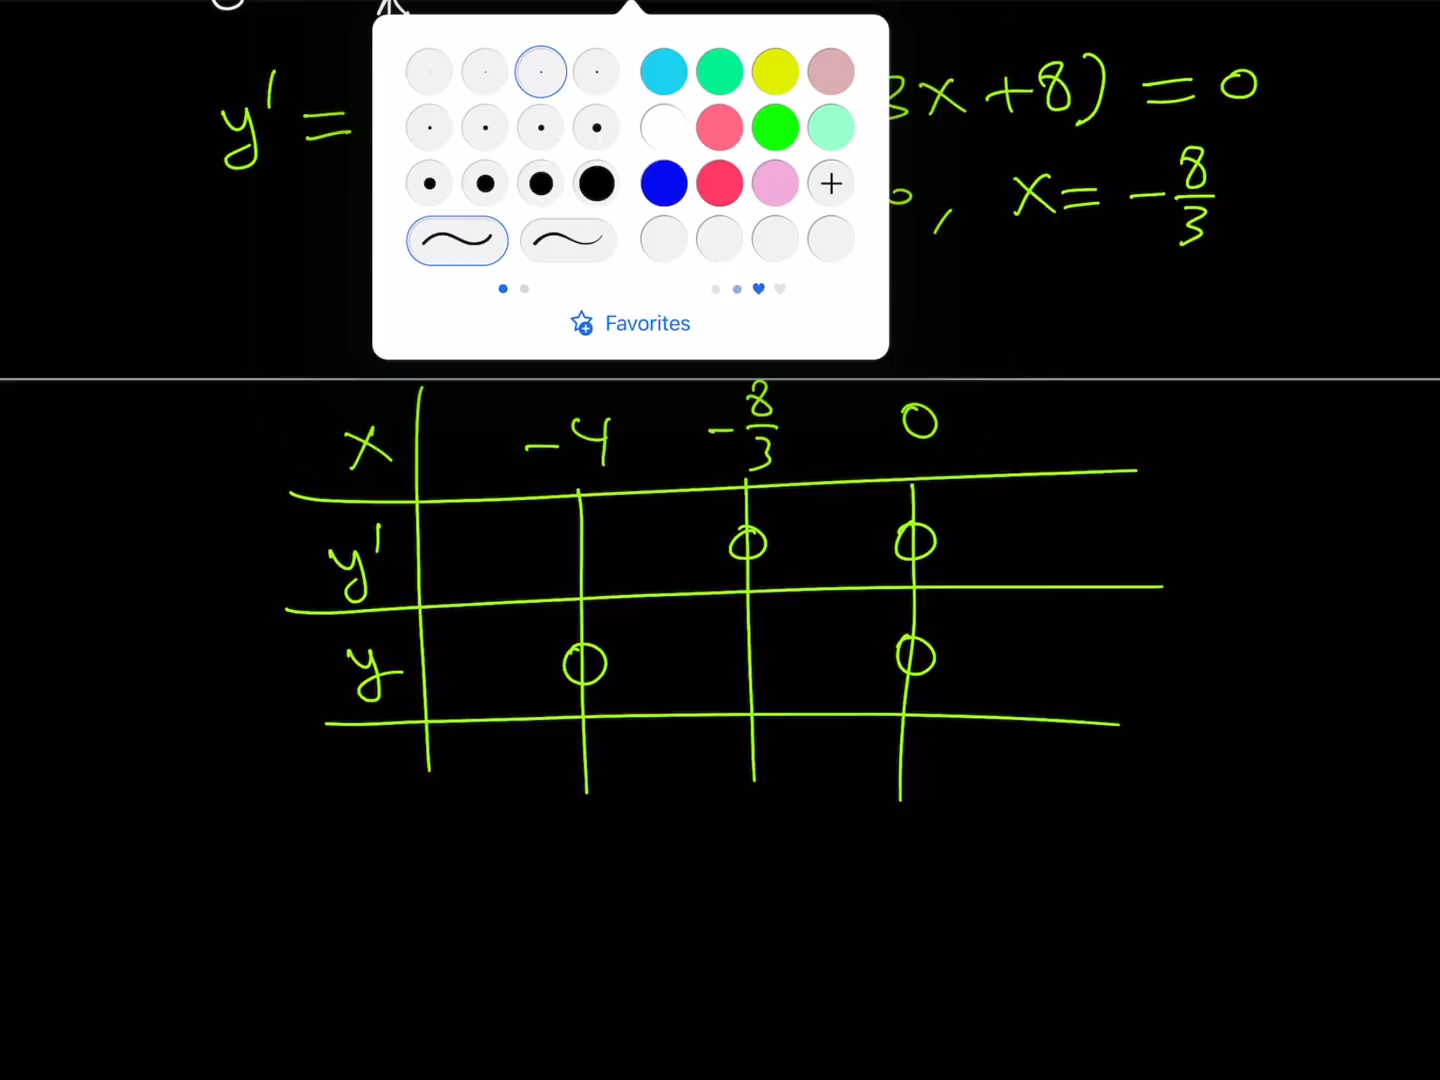 y' = 3x + 8) = 0
, x = - 8/3
Favorites
x -4 -8/3 0
y' 0 0
y 0 0